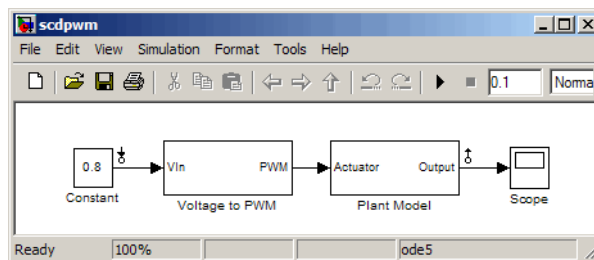 scdpwm
File Edit View Simulation Format Tools Help
0.1 Norma
0.8 VIn PWM Actuator Output
Constant Voltage to PWM Plant Model Scope
Ready 100% ode5